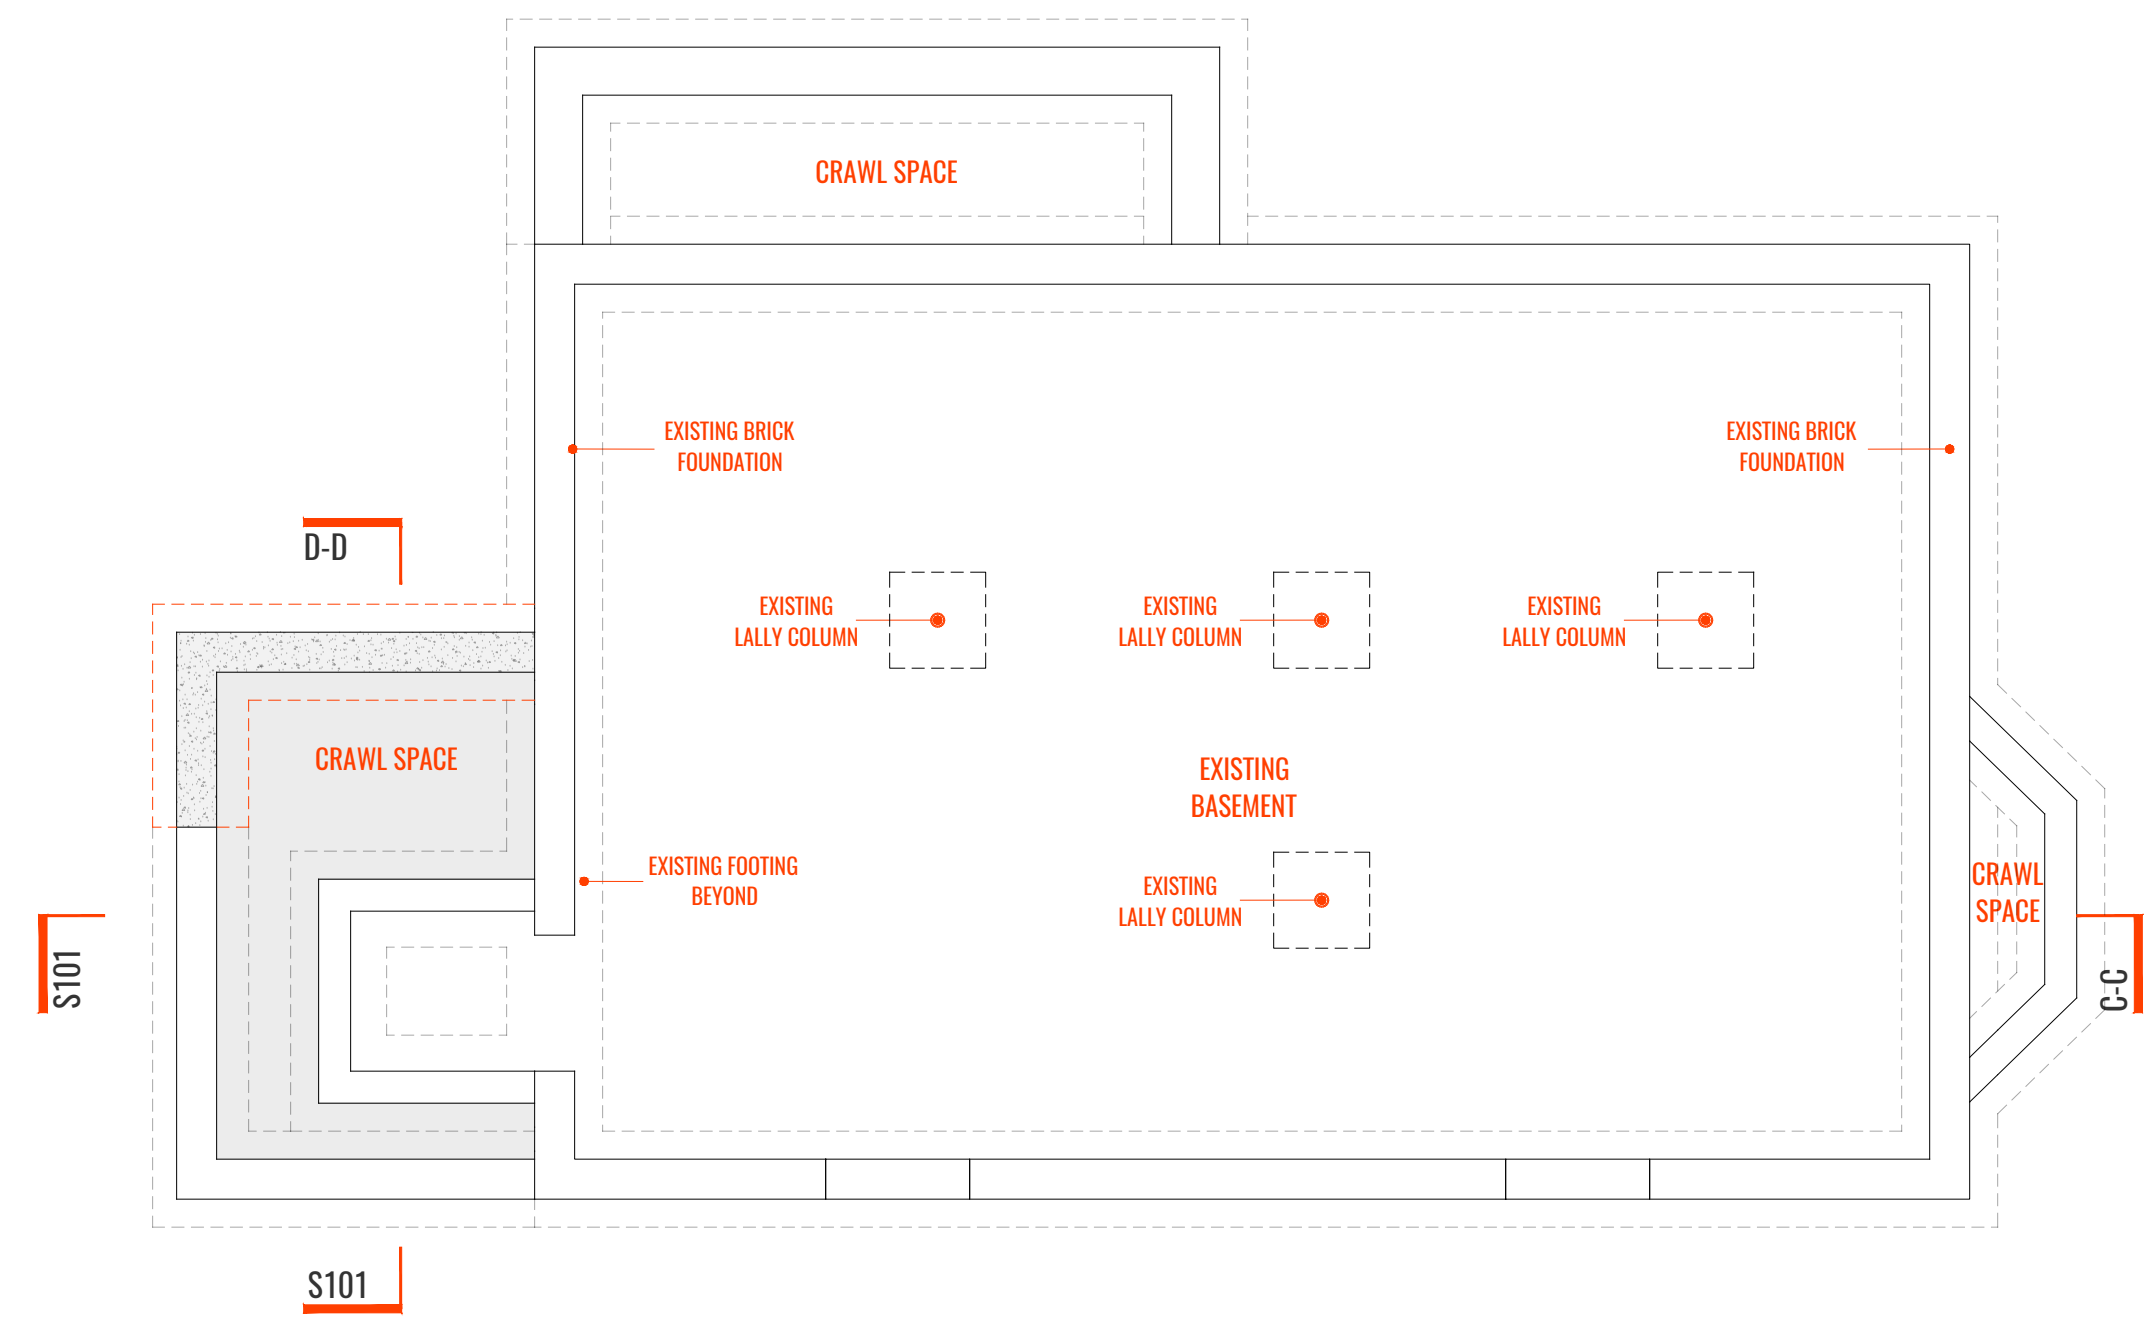 CRAWL SPACE
EXISTING BRICK
FOUNDATION
EXISTING BRICK
FOUNDATION
D-D
EXISTING
LALLY COLUMN
EXISTING
LALLY COLUMN
EXISTING
LALLY COLUMN
CRAWL SPACE
EXISTING
BASEMENT
EXISTING FOOTING
BEYOND
EXISTING
LALLY COLUMN
CRAWL
SPACE
S101
C-C
S101